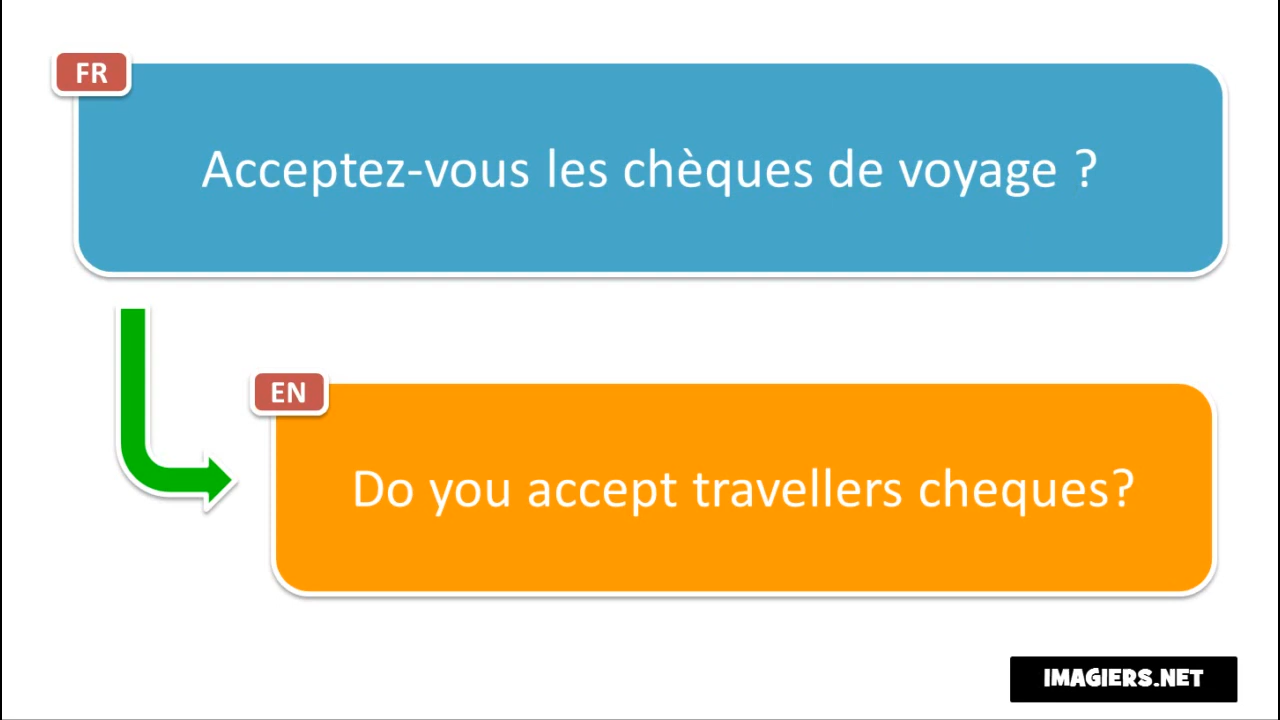 FR
Acceptez-vous les chèques de voyage ?
EN
Do you accept travellers cheques?
IMAGIERS.NET